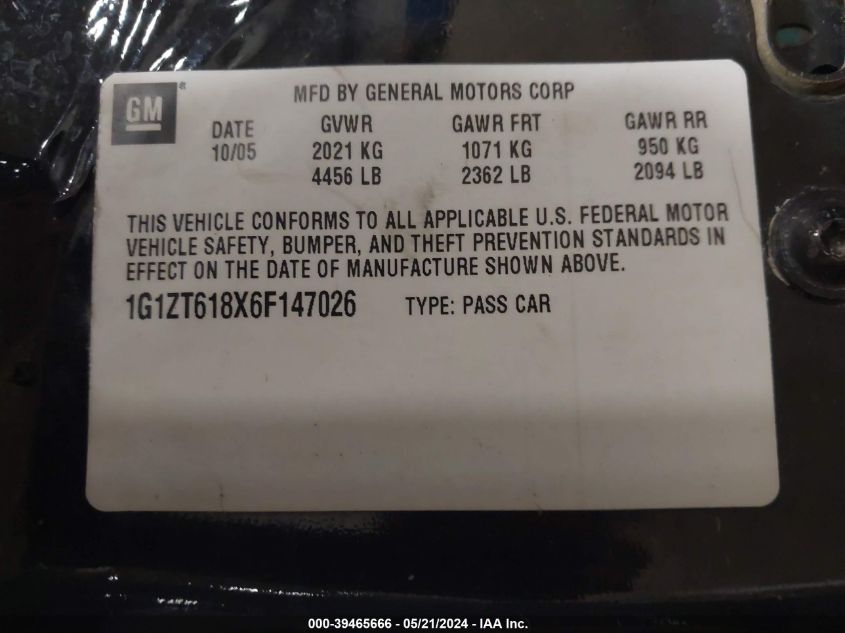 GM ®
MFD BY GENERAL MOTORS CORP
DATE GVWR GAWR FRT GAWR RR
10/05 2021 KG 1071 KG 950 KG
4456 LB 2362 LB 2094 LB
THIS VEHICLE CONFORMS TO ALL APPLICABLE U.S. FEDERAL MOTOR
VEHICLE SAFETY, BUMPER, AND THEFT PREVENTION STANDARDS IN
EFFECT ON THE DATE OF MANUFACTURE SHOWN ABOVE.
1G1ZT618X6F147026 TYPE: PASS CAR
000-39465666 - 05/21/2024 - IAA Inc.